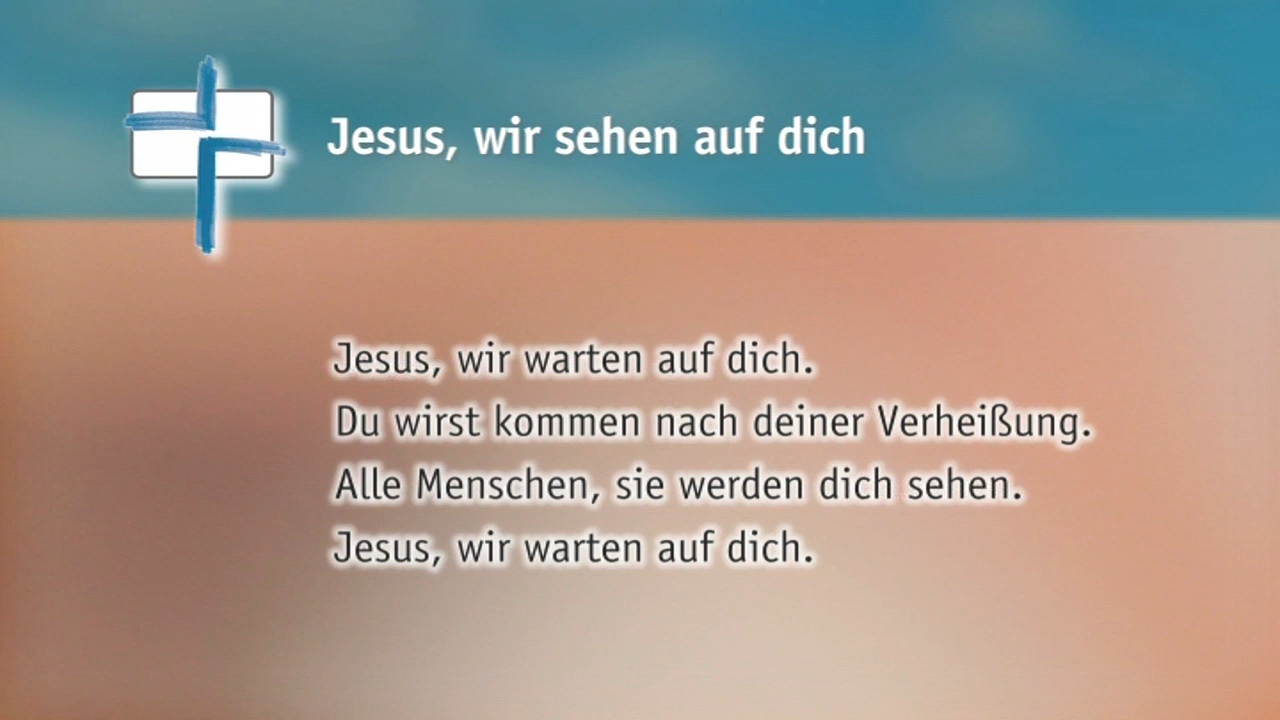 Jesus, wir sehen auf dich
Jesus, wir warten auf dich.
Du wirst kommen nach deiner Verheißung.
Alle Menschen, sie werden dich sehen.
Jesus, wir warten auf dich.